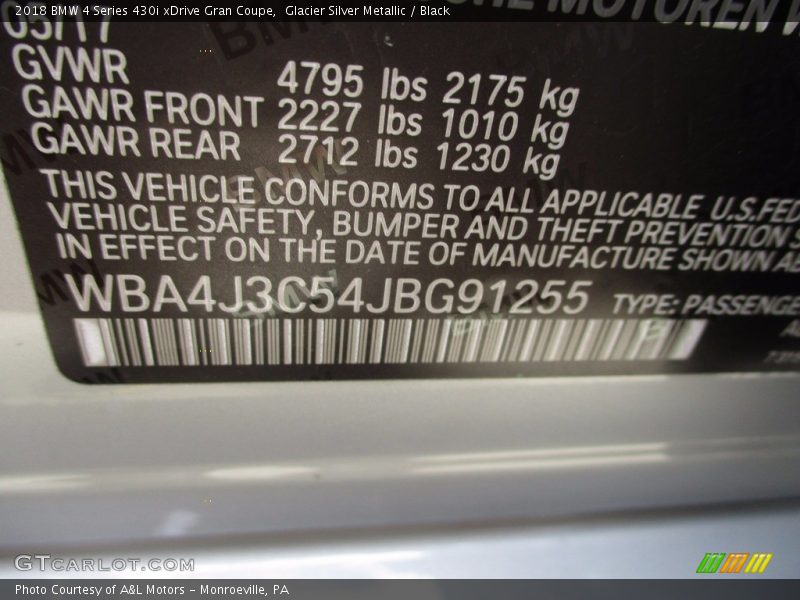 2018 BMW 4 Series 430i xDrive Gran Coupe, Glacier Silver Metallic / Black
MOTOREN
05/17
GVWR 4795 lbs 2175 kg
GAWR FRONT 2227 lbs 1010 kg
GAWR REAR 2712 lbs 1230 kg
THIS VEHICLE CONFORMS TO ALL APPLICABLE U.S.FED
VEHICLE SAFETY, BUMPER AND THEFT PREVENTION S
IN EFFECT ON THE DATE OF MANUFACTURE SHOWN AB
WBA4J3C54JBG91255 TYPE: PASSENGE
GTCARLOT.COM
Photo Courtesy of A&L Motors - Monroeville, PA